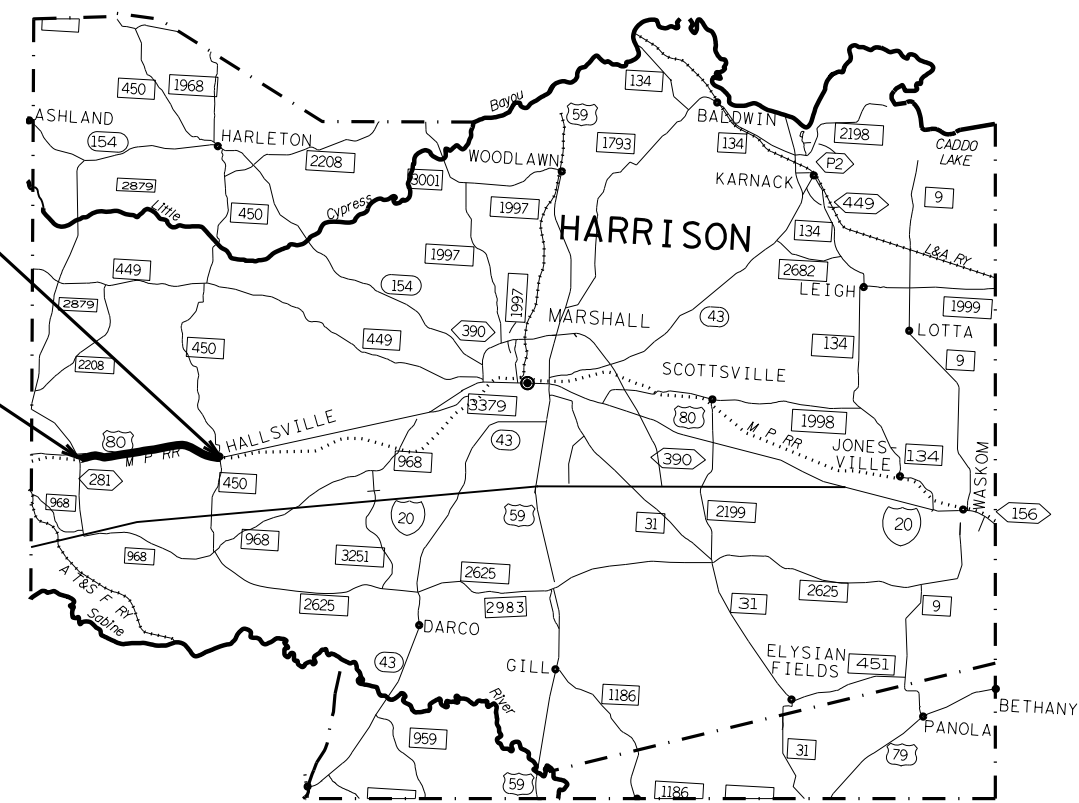 450
1968
ASHLAND
154
HARLETON
2208
2879
Little
450
Cypress
3001
Bayou
59
WOODLAWN
1793
1997
134
BALDWIN
134
2198
CADDO
LAKE
P2
KARNACK
449
9
HARRISON
134
L&A RY
2682
LEIGH
1999
449
2879
154
1997
1997
390
MARSHALL
43
LOTTA
9
134
450
449
2208
SCOTTSVILLE
3379
80
1998
M P RR
JONES-
VILLE
134
WASKOM
156
80
HALLSVILLE
M P RR
281
450
968
43
390
968
20
59
31
2199
20
968
3251
968
2625
2625
2983
2625
31
9
A T&S F RY
Sabine
DARCO
43
GILL
ELYSIAN
FIELDS
451
River
1186
BETHANY
PANOLA
959
59
31
79
1186